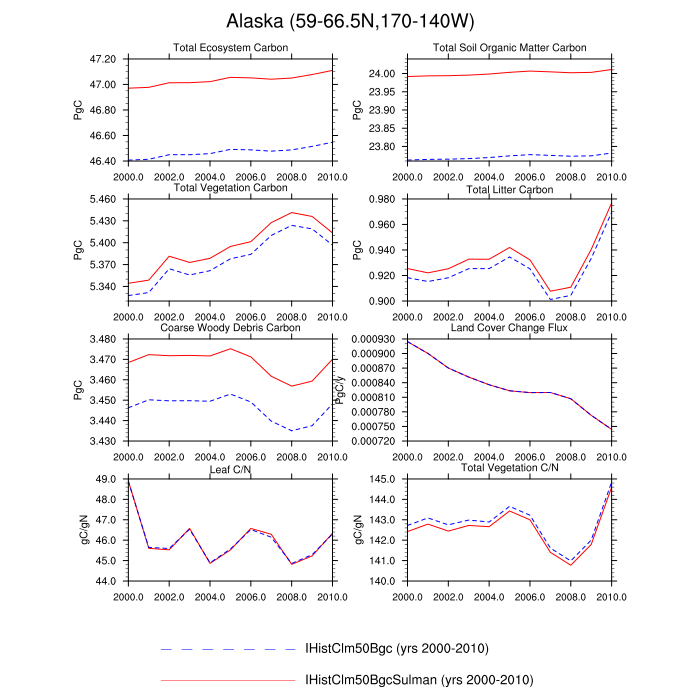 Alaska (59-66.5N,170-140W)
Total Ecosystem Carbon
PgC
47.20
47.00
46.80
46.60
46.40
2000.0 2002.0 2004.0 2006.0 2008.0 2010.0
Total Soil Organic Matter Carbon
PgC
24.00
23.95
23.90
23.85
23.80
2000.0 2002.0 2004.0 2006.0 2008.0 2010.0
Total Vegetation Carbon
PgC
5.460
5.430
5.400
5.370
5.340
2000.0 2002.0 2004.0 2006.0 2008.0 2010.0
Total Litter Carbon
PgC
0.980
0.960
0.940
0.920
0.900
2000.0 2002.0 2004.0 2006.0 2008.0 2010.0
Coarse Woody Debris Carbon
PgC
3.480
3.470
3.460
3.450
3.440
3.430
2000.0 2002.0 2004.0 2006.0 2008.0 2010.0
Land Cover Change Flux
PgC/y
0.000930
0.000900
0.000870
0.000840
0.000810
0.000780
0.000750
0.000720
2000.0 2002.0 2004.0 2006.0 2008.0 2010.0
Leaf C/N
gC/gN
49.0
48.0
47.0
46.0
45.0
44.0
2000.0 2002.0 2004.0 2006.0 2008.0 2010.0
Total Vegetation C/N
gC/gN
145.0
144.0
143.0
142.0
141.0
140.0
2000.0 2002.0 2004.0 2006.0 2008.0 2010.0
IHistClm50Bgc (yrs 2000-2010)
IHistClm50BgcSulman (yrs 2000-2010)